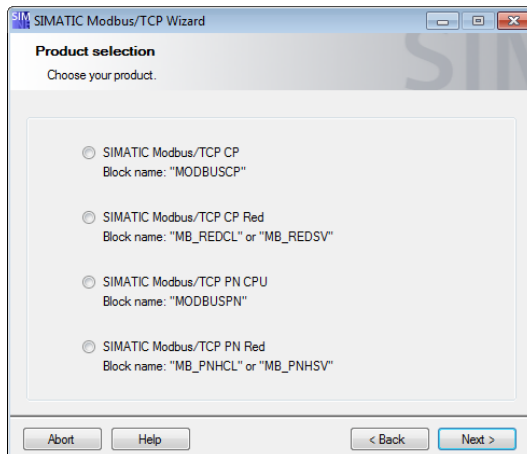 SIM SIMATIC Modbus/TCP Wizard
Product selection
Choose your product.
SIM
SIMATIC Modbus/TCP CP
Block name: "MODBUSCP"
SIMATIC Modbus/TCP CP Red
Block name: "MB_REDCL" or "MB_REDSV"
SIMATIC Modbus/TCP PN CPU
Block name: "MODBUSPN"
SIMATIC Modbus/TCP PN Red
Block name: "MB_PNHCL" or "MB_PNHSV"
Abort Help < Back Next >